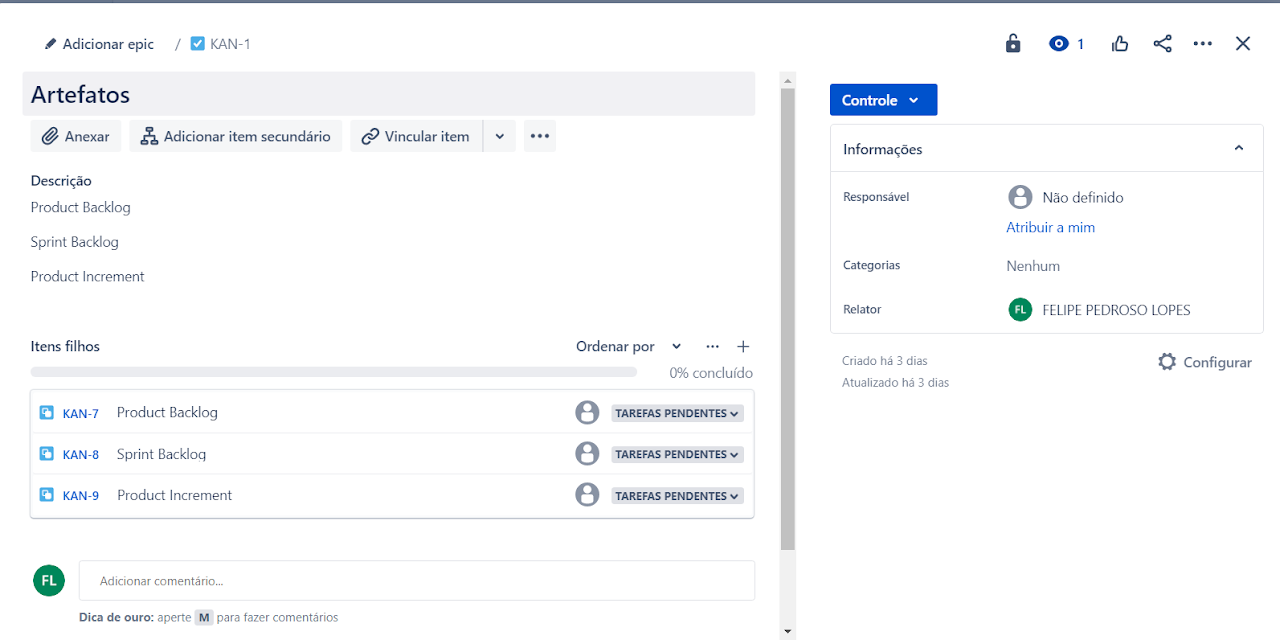 Adicionar epic / KAN-1
1
Artefatos
Anexar Adicionar item secundário Vincular item
Descrição
Product Backlog
Sprint Backlog
Product Increment
Itens filhos Ordenar por
0% concluído
KAN-7 Product Backlog TAREFAS PENDENTES
KAN-8 Sprint Backlog TAREFAS PENDENTES
KAN-9 Product Increment TAREFAS PENDENTES
FL Adicionar comentário...
Dica de ouro: aperte M para fazer comentários
Controle
Informações
Responsável Não definido
Atribuir a mim
Categorias Nenhum
Relator FL FELIPE PEDROSO LOPES
Criado há 3 dias Configurar
Atualizado há 3 dias